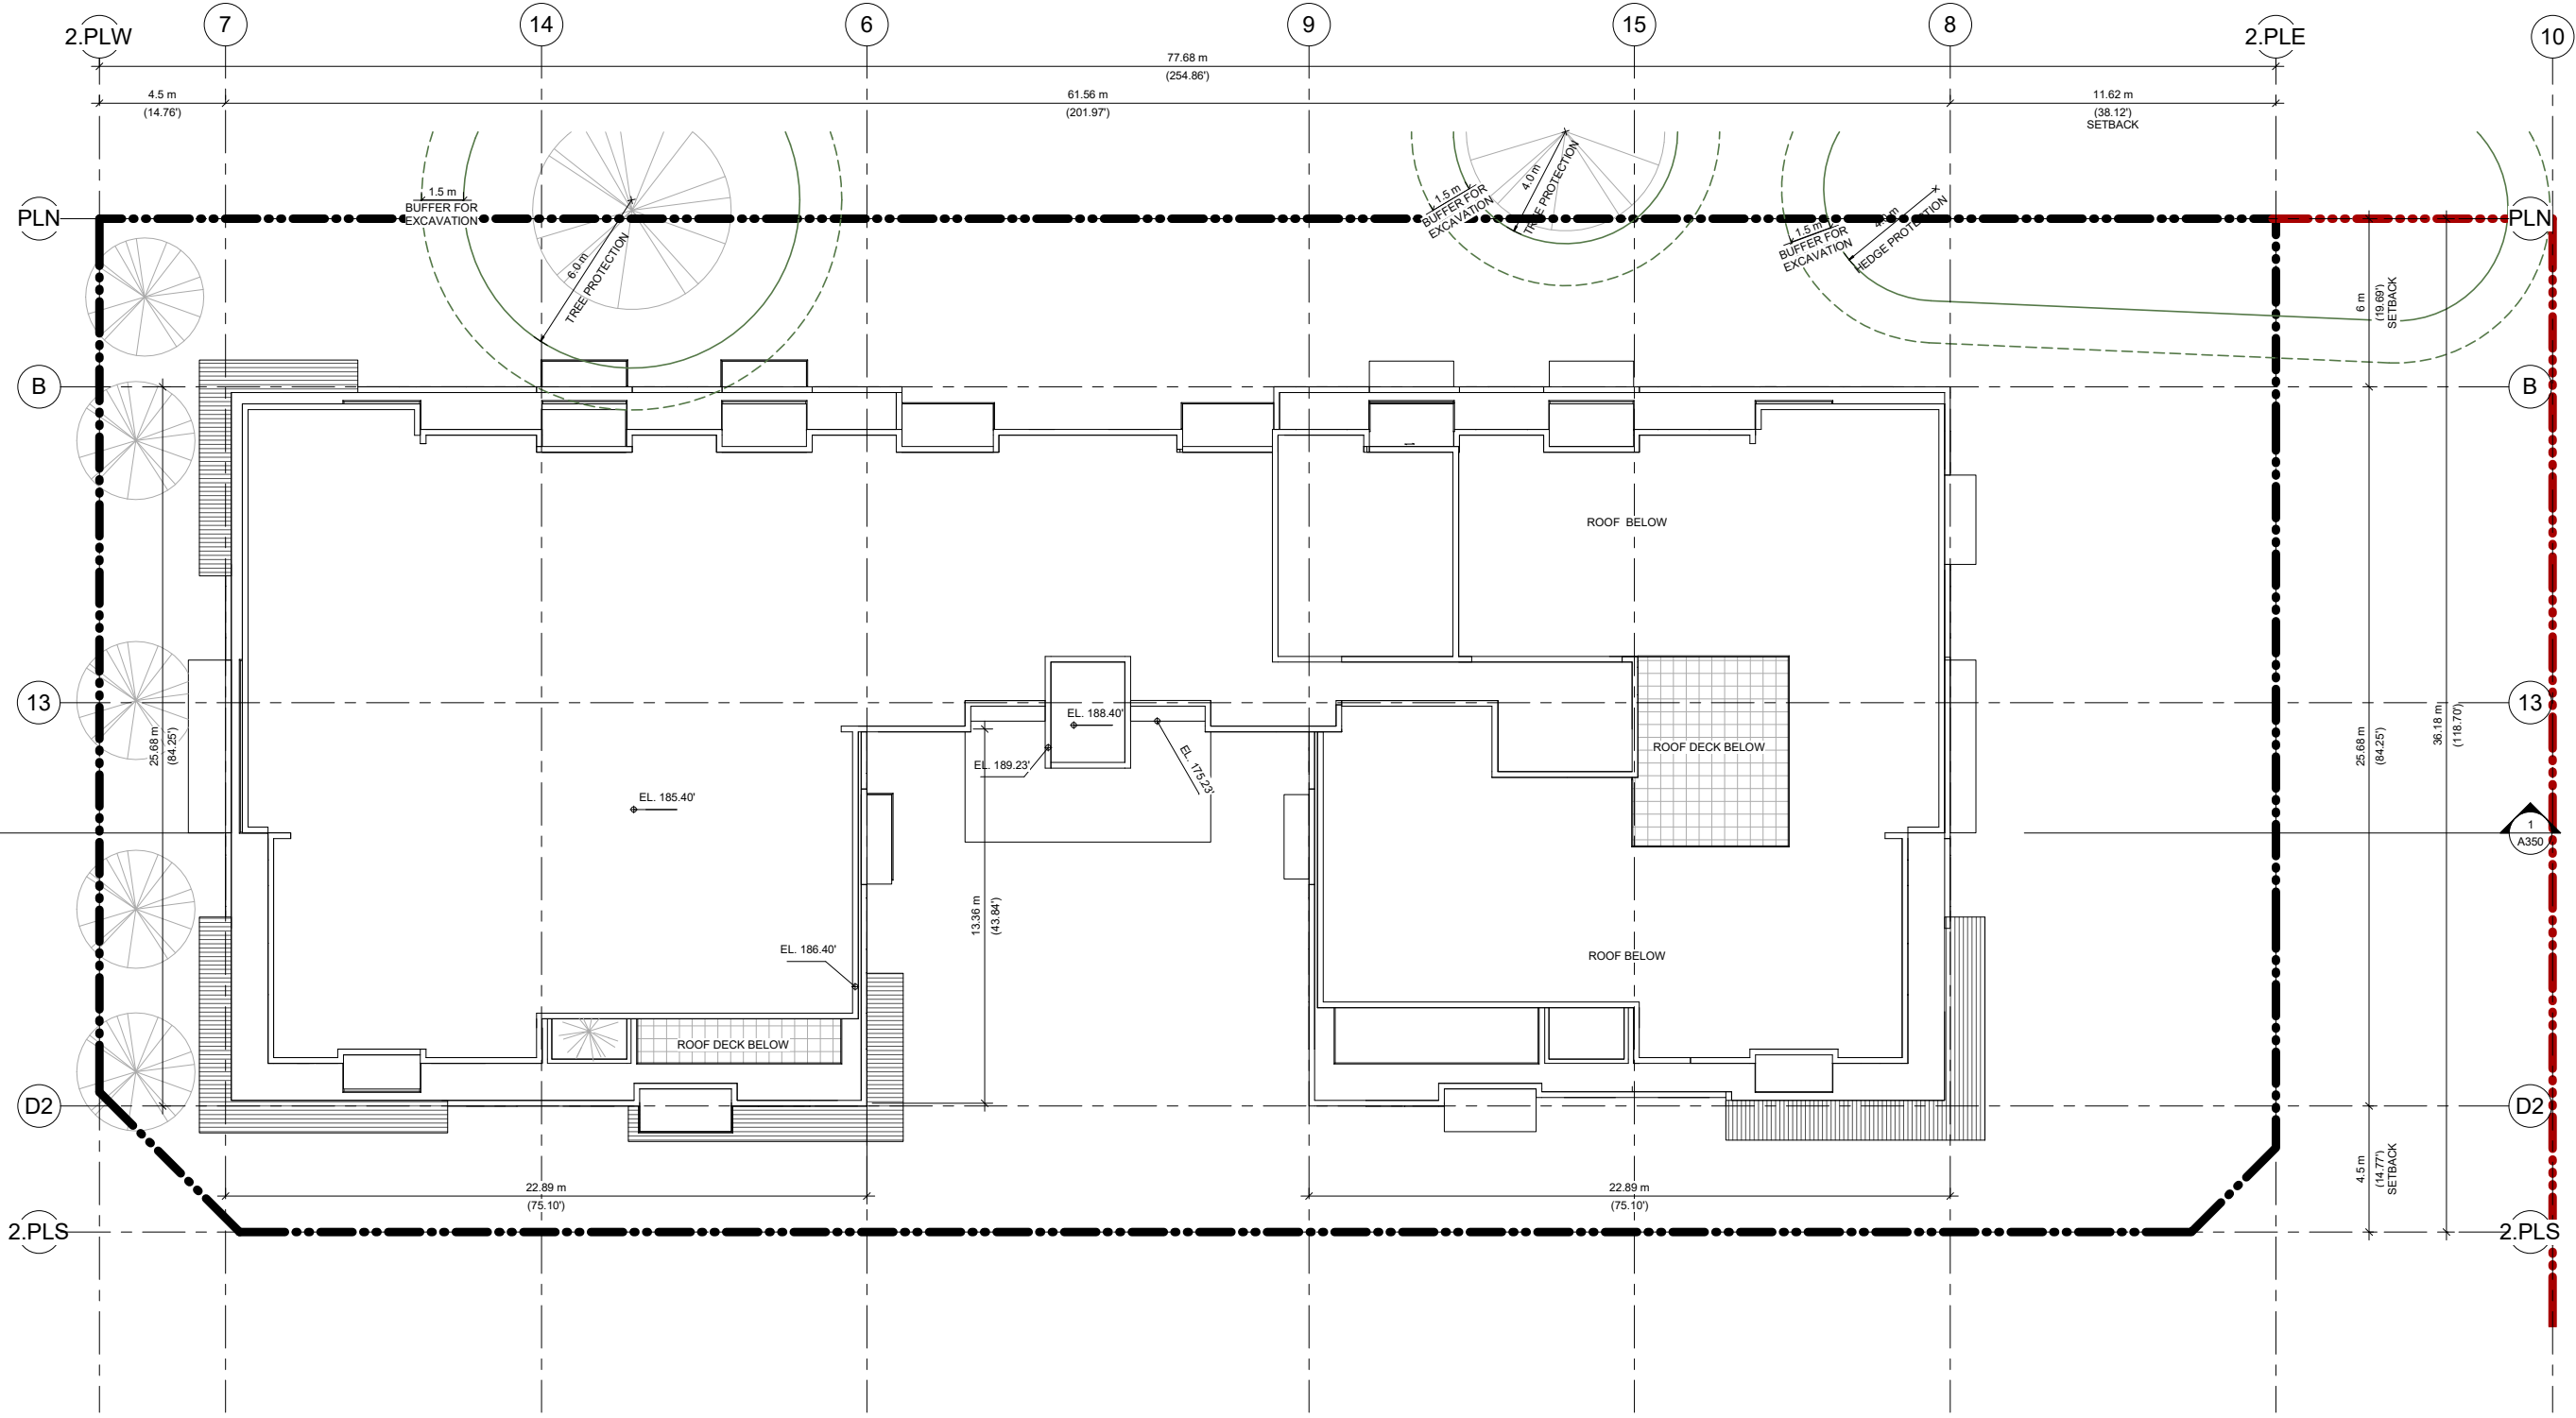 7
14
6
9
15
8
10
2.PLW
2.PLE
77.68 m
(254.86')
4.5 m
(14.76')
61.56 m
(201.97')
11.62 m
(38.12')
SETBACK
1.5 m
BUFFER FOR
EXCAVATION
6.0 m
TREE PROTECTION
1.5 m
BUFFER FOR
EXCAVATION
4.0 m
TREE PROTECTION
1.5 m
BUFFER FOR
EXCAVATION
4.0 m
HEDGE PROTECTION
PLN
PLN
6 m
(19.69')
SETBACK
B
B
ROOF BELOW
13
13
EL. 188.40'
EL. 189.23'
EL. 175.23'
ROOF DECK BELOW
25.68 m
(84.25')
25.68 m
(84.25')
36.18 m
(118.70')
EL. 185.40'
1
A350
13.36 m
(43.84')
EL. 186.40'
ROOF BELOW
ROOF DECK BELOW
D2
D2
4.5 m
(14.77')
SETBACK
22.89 m
(75.10')
22.89 m
(75.10')
2.PLS
2.PLS